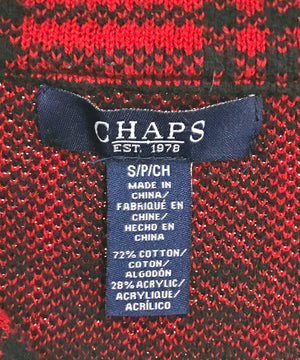 CHAPS
EST. 1978
S/P/CH
MADE IN
CHINA/
FABRIQUÉ EN
CHINE/
HECHO EN
CHINA
72% COTTON/
COTON/
ALGODÓN
28% ACRYLIC/
ACRYLIQUE/
ACRÍLICO